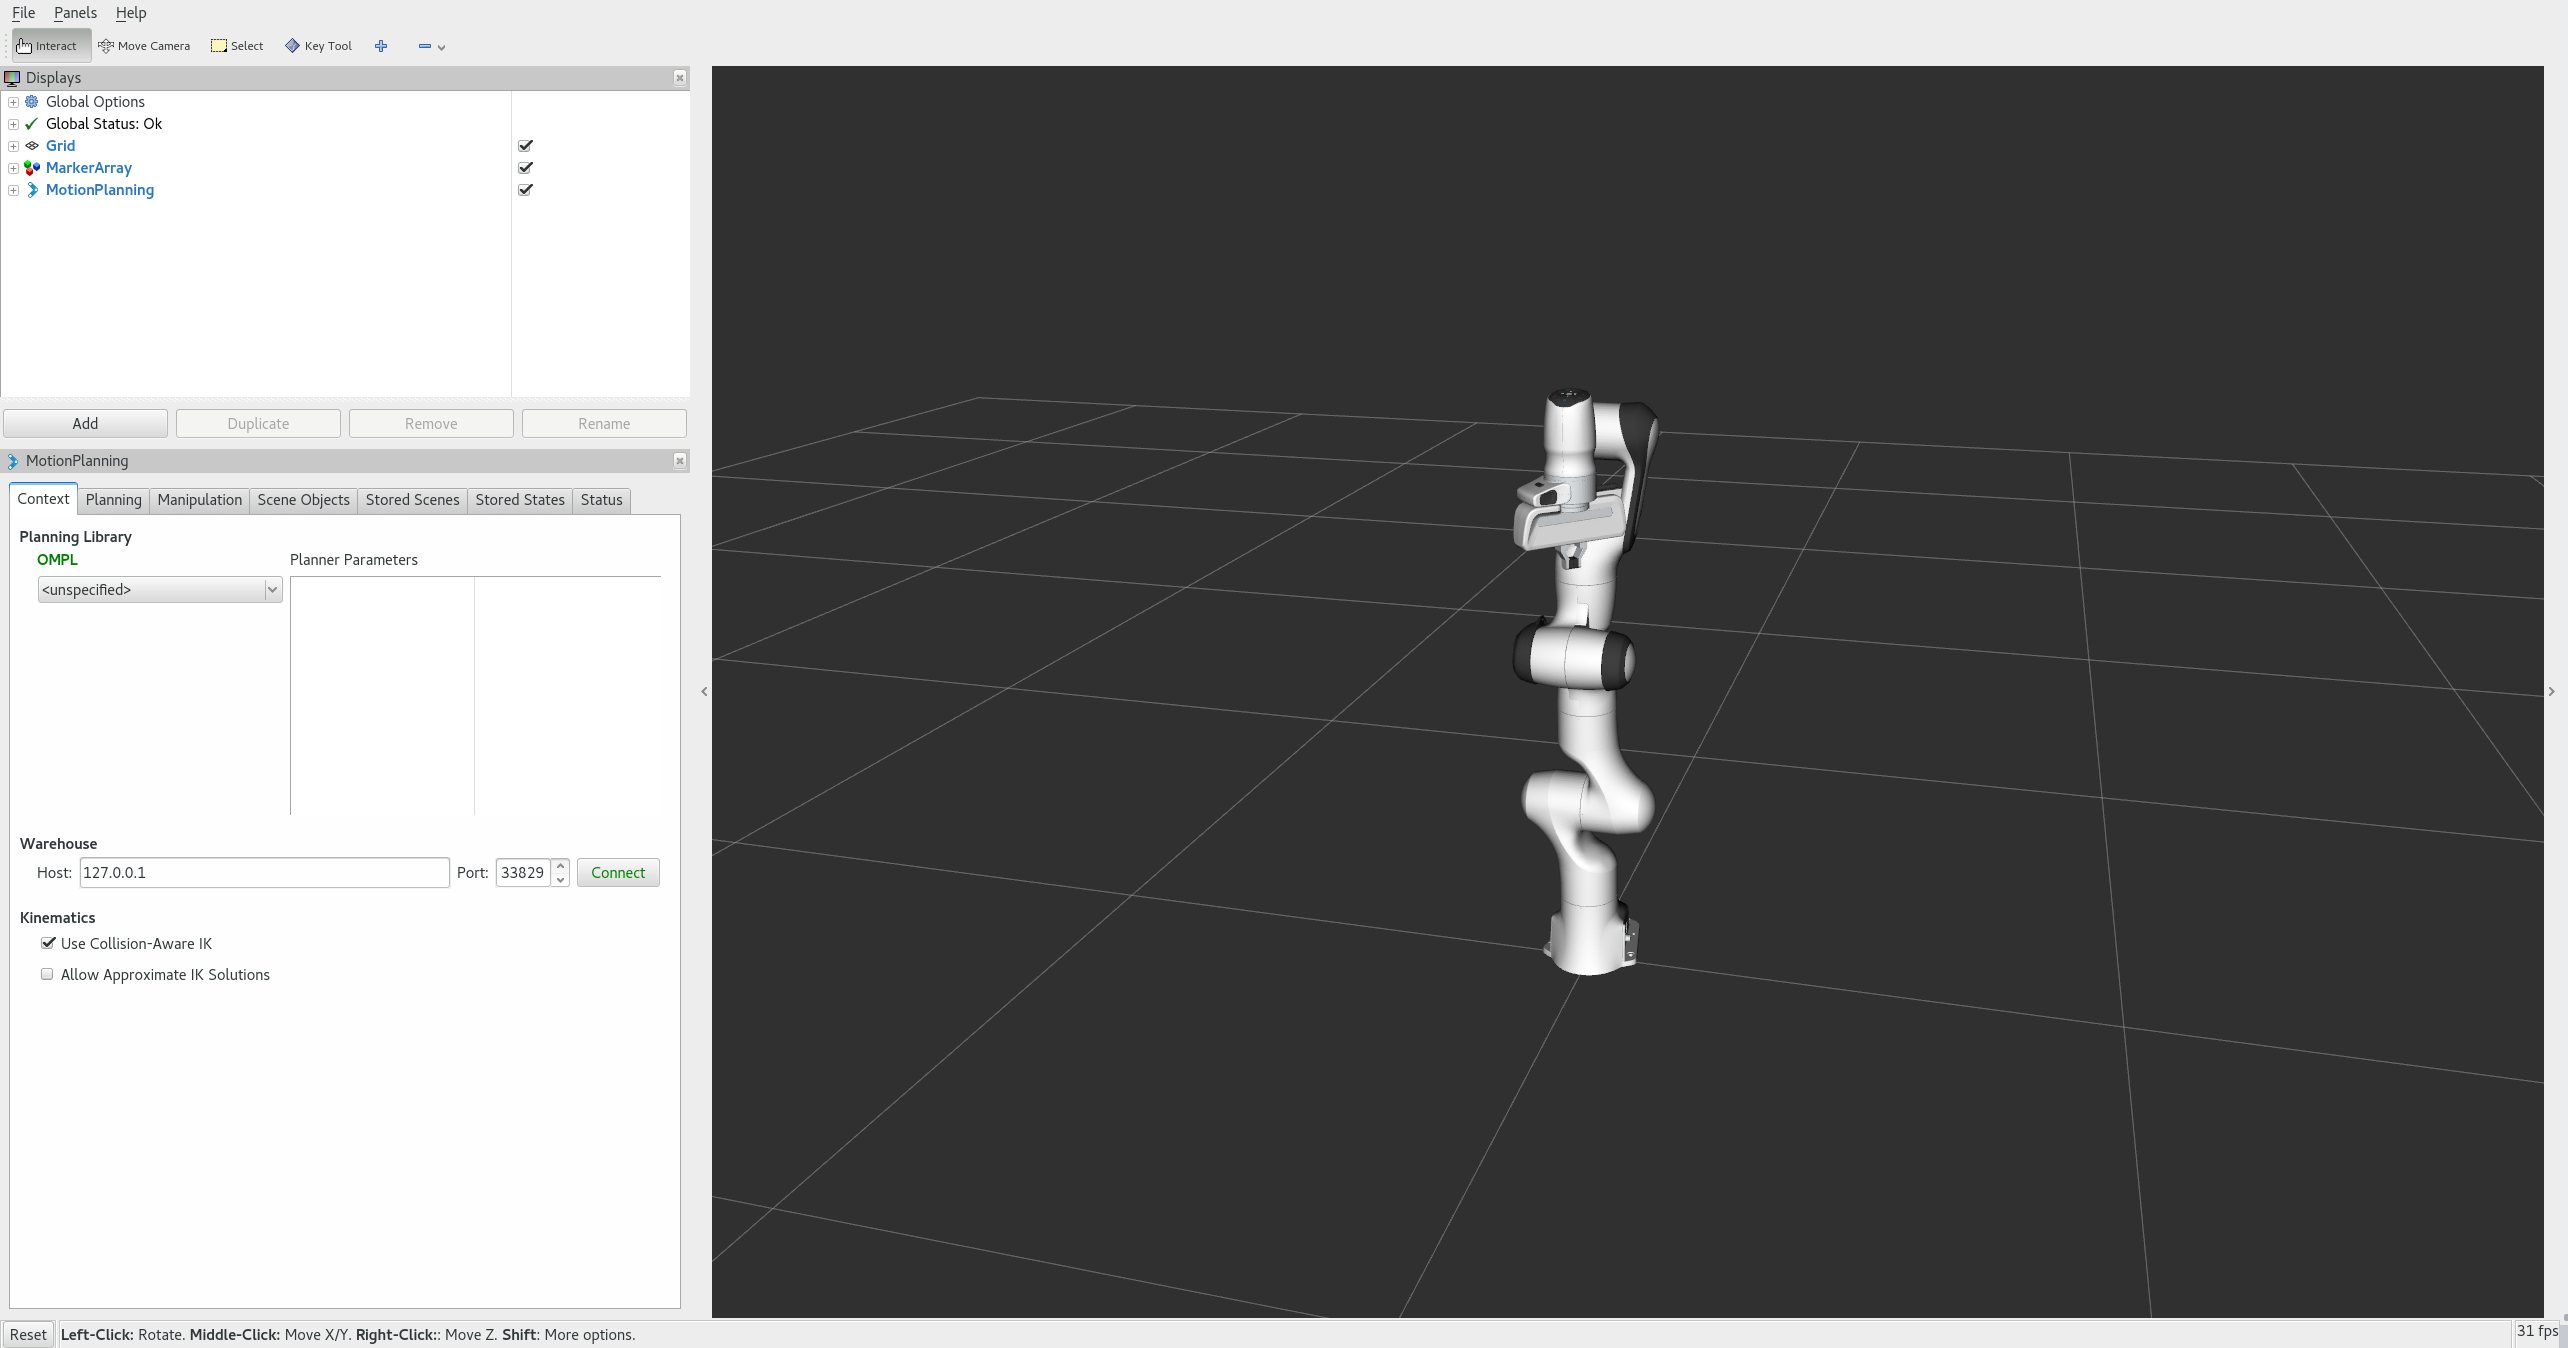 File Panels Help
Interact Move Camera Select Key Tool
Displays
Global Options
Global Status: Ok
Grid
MarkerArray
MotionPlanning
Add Duplicate Remove Rename
MotionPlanning
Context Planning Manipulation Scene Objects Stored Scenes Stored States Status
Planning Library
OMPL Planner Parameters
<unspecified>
Warehouse
Host: 127.0.0.1 Port: 33829 Connect
Kinematics
Use Collision-Aware IK
Allow Approximate IK Solutions
Reset Left-Click: Rotate. Middle-Click: Move X/Y. Right-Click:: Move Z. Shift: More options. 31 fps